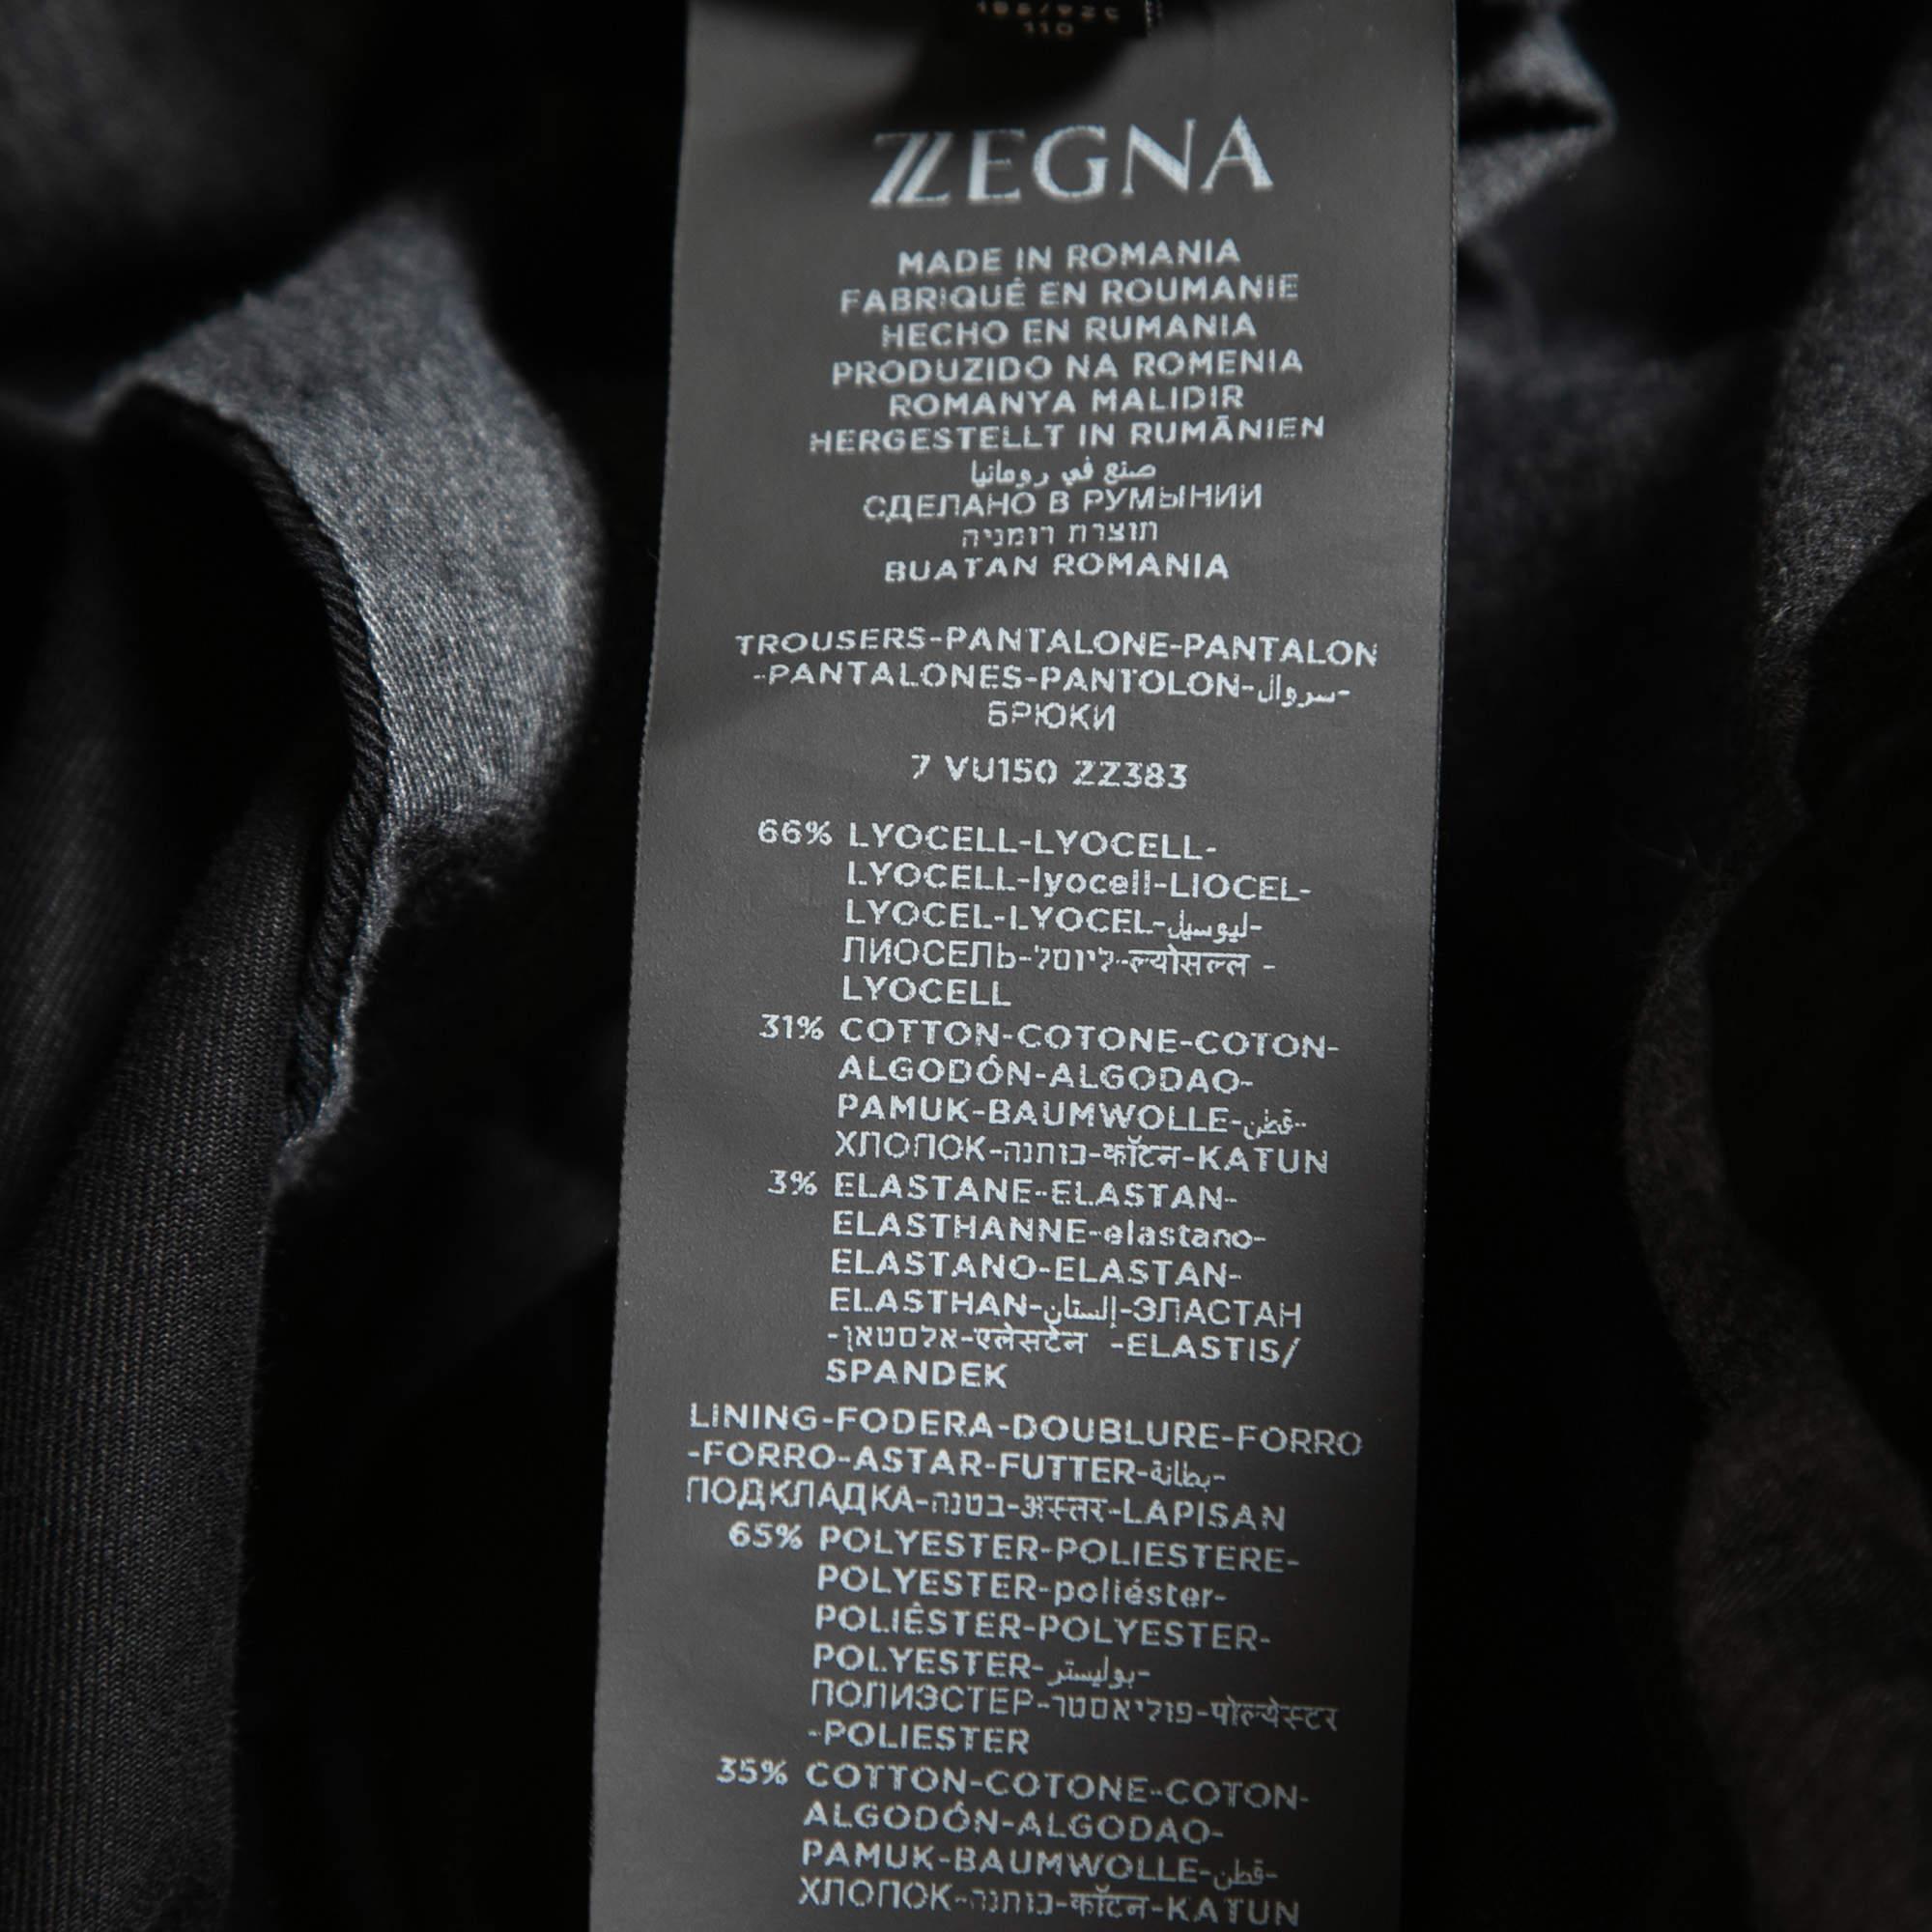 110
ZZEGNA
MADE IN ROMANIA
FABRIQUÉ EN ROUMANIE
HECHO EN RUMANIA
PRODUZIDO NA ROMENIA
ROMANYA MALIDIR
HERGESTELLT IN RUMÄNIEN
صنع في رومانيا
СДЕЛАНО В РУМЫНИИ
תוצרת רומניה
BUATAN ROMANIA
TROUSERS-PANTALONE-PANTALON
-PANTALONES-PANTOLON-سروال-
БРЮКИ
7 VU150 ZZ383
66% LYOCELL-LYOCELL-
LYOCELL-lyocell-LIOCEL-
LYOCEL-LYOCEL-ليوسيل-
ЛИОСЕЛЬ-ליוסל-ल्योसल्ल -
LYOCELL
31% COTTON-COTONE-COTON-
ALGODÓN-ALGODAO-
PAMUK-BAUMWOLLE-قطن-
ХЛОПОК-כותנה-कॉटन-KATUN
3% ELASTANE-ELASTAN-
ELASTHANNE-elastano-
ELASTANO-ELASTAN-
ELASTHAN-إلستان-ЭЛАСТАН
-אלסטאן-एलेसटेन -ELASTIS/
SPANDEK
LINING-FODERA-DOUBLURE-FORRO
-FORRO-ASTAR-FUTTER-بطانة-
ПОДКЛАДКА-בטנה-अस्तर-LAPISAN
65% POLYESTER-POLIESTERE-
POLYESTER-poliéster-
POLIÊSTER-POLYESTER-
POLYESTER-بوليستر-
ПОЛИЭСТЕР-פוליאסטר-पोल्येस्टर
-POLIESTER
35% COTTON-COTONE-COTON-
ALGODÓN-ALGODAO-
PAMUK-BAUMWOLLE-قطن-
ХЛОПОК-כותנה-कॉटन-KATUN